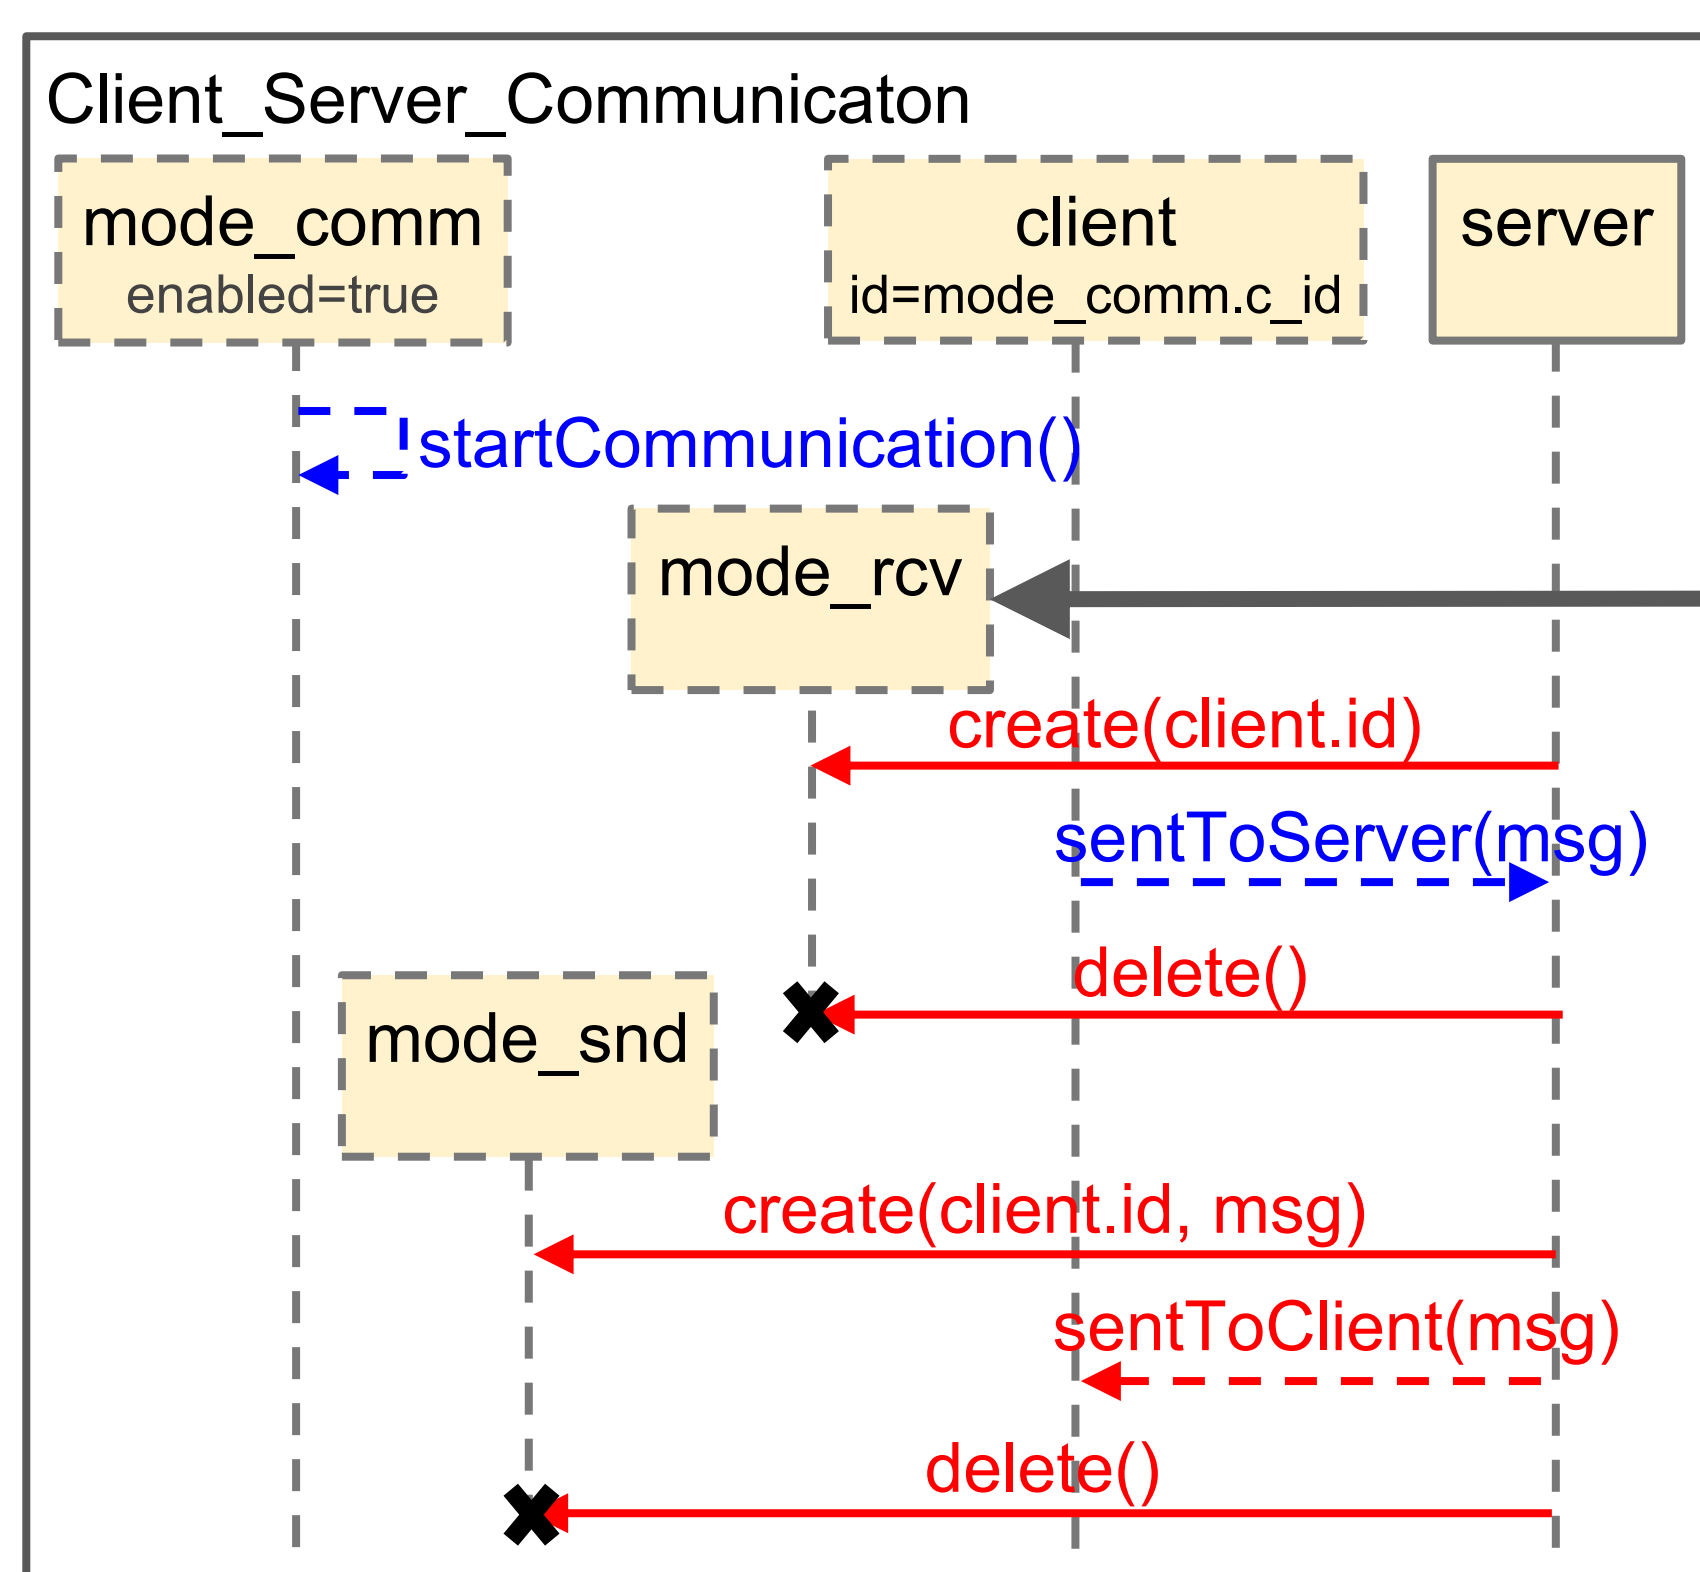 Client_Server_Communicaton
mode_comm
enabled=true
client
id=mode_comm.c_id
server
startCommunication()
mode_rcv
create(client.id)
sentToServer(msg)
delete()
mode_snd
create(client.id, msg)
sentToClient(msg)
delete()